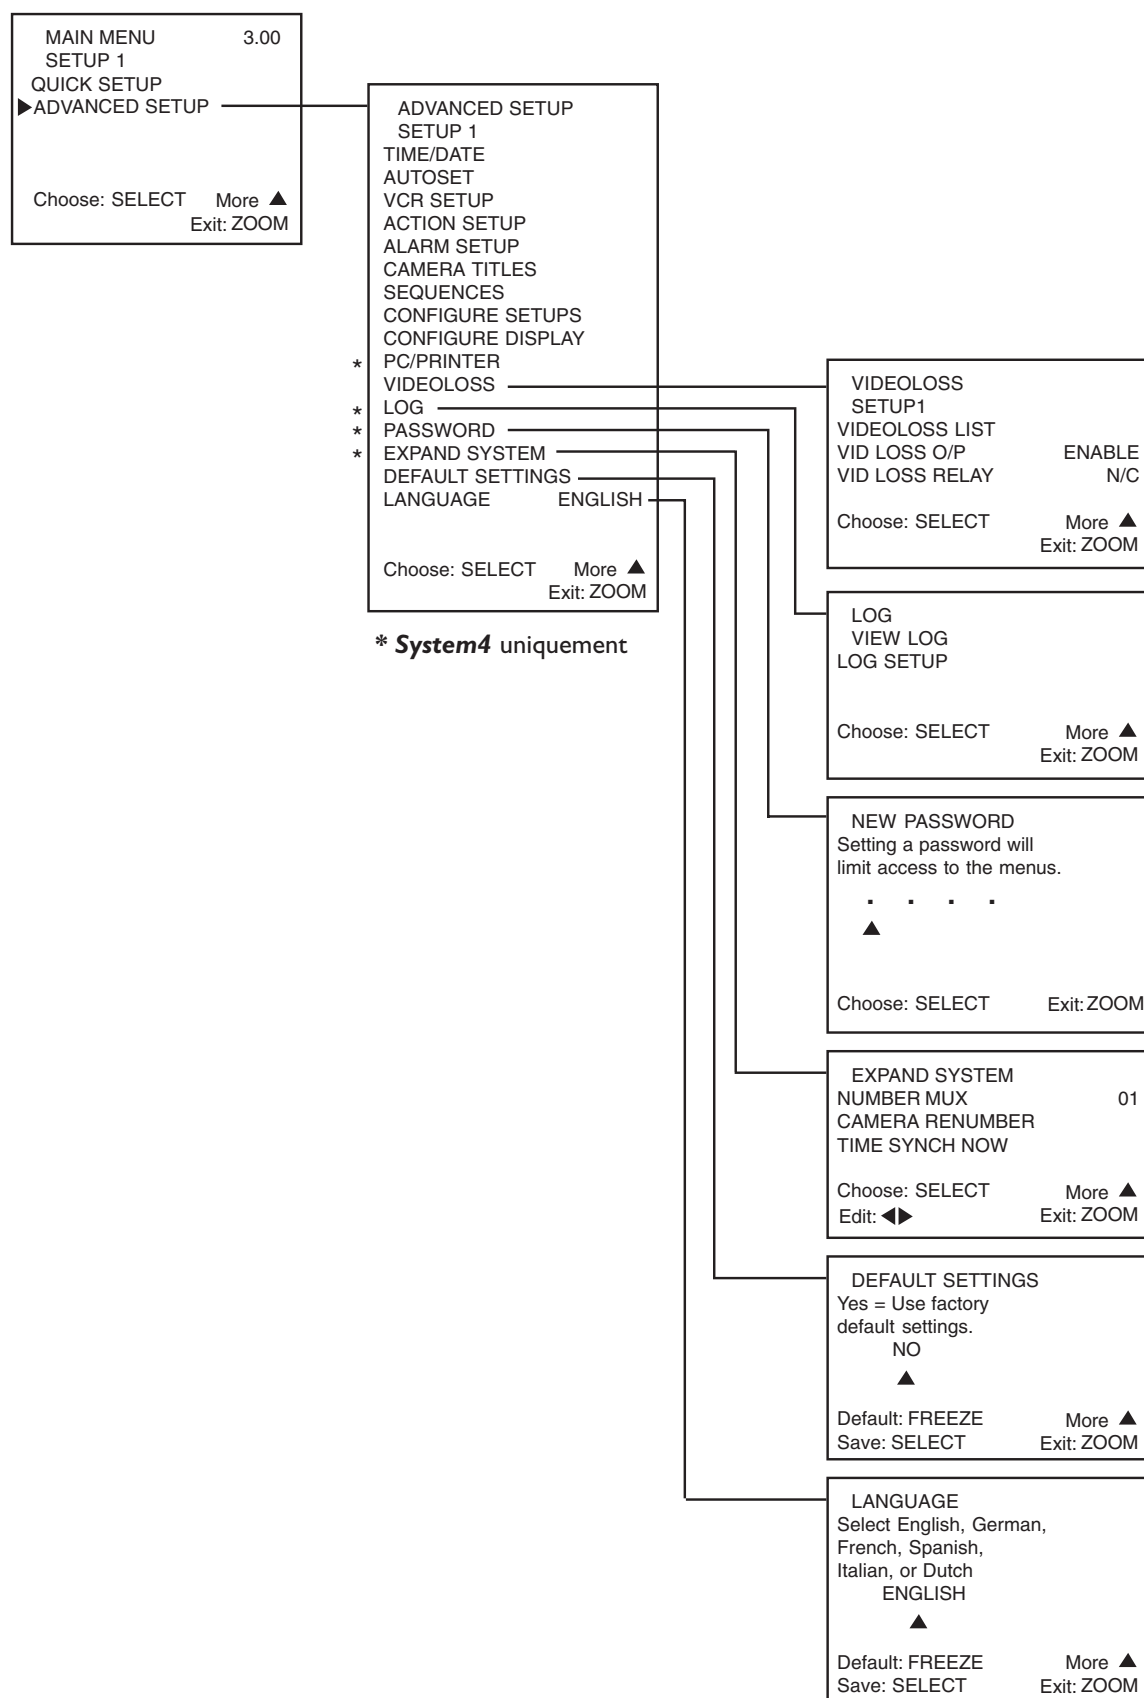 MAIN MENU 3.00
SETUP 1
QUICK SETUP
▶ADVANCED SETUP
Choose: SELECT More ▲
Exit: ZOOM
ADVANCED SETUP
SETUP 1
TIME/DATE
AUTOSET
VCR SETUP
ACTION SETUP
ALARM SETUP
CAMERA TITLES
SEQUENCES
CONFIGURE SETUPS
CONFIGURE DISPLAY
* PC/PRINTER
VIDEOLOSS
* LOG
* PASSWORD
* EXPAND SYSTEM
DEFAULT SETTINGS
LANGUAGE ENGLISH
Choose: SELECT More ▲
Exit: ZOOM
* System4 uniquement
VIDEOLOSS
SETUP1
VIDEOLOSS LIST
VID LOSS O/P ENABLE
VID LOSS RELAY N/C
Choose: SELECT More ▲
Exit: ZOOM
LOG
VIEW LOG
LOG SETUP
Choose: SELECT More ▲
Exit: ZOOM
NEW PASSWORD
Setting a password will
limit access to the menus.
. . . .
▲
Choose: SELECT Exit: ZOOM
EXPAND SYSTEM
NUMBER MUX 01
CAMERA RENUMBER
TIME SYNCH NOW
Choose: SELECT More ▲
Edit: ◀▶ Exit: ZOOM
DEFAULT SETTINGS
Yes = Use factory
default settings.
NO
▲
Default: FREEZE More ▲
Save: SELECT Exit: ZOOM
LANGUAGE
Select English, German,
French, Spanish,
Italian, or Dutch
ENGLISH
▲
Default: FREEZE More ▲
Save: SELECT Exit: ZOOM